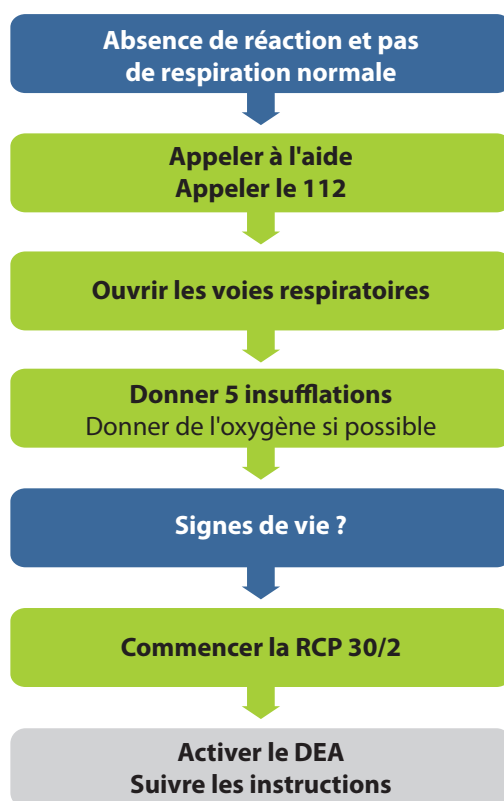 Absence de réaction et pas
de respiration normale
Appeler à l'aide
Appeler le 112
Ouvrir les voies respiratoires
Donner 5 insufflations
Donner de l'oxygène si possible
Signes de vie ?
Commencer la RCP 30/2
Activer le DEA
Suivre les instructions